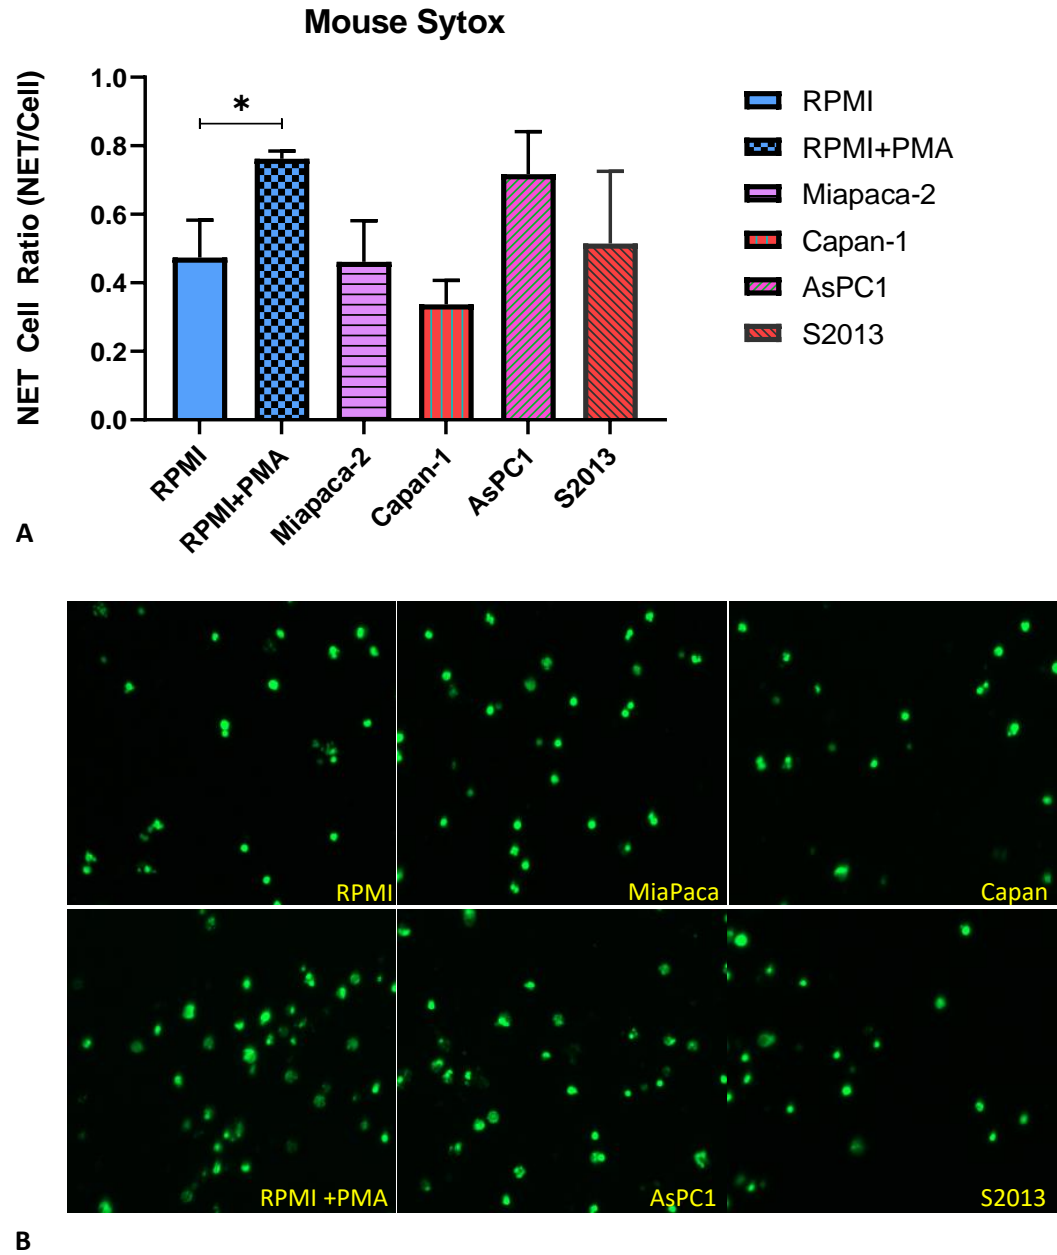 Mouse Sytox
NET Cell Ratio (NET/Cell)
1.0
0.8
0.6
0.4
0.2
0.0
*
RPMI
RPMI+PMA
Miapaca-2
Capan-1
AsPC1
S2013
RPMI
RPMI+PMA
Miapaca-2
Capan-1
AsPC1
S2013
A
RPMI
MiaPaca
Capan
RPMI +PMA
AsPC1
S2013
B